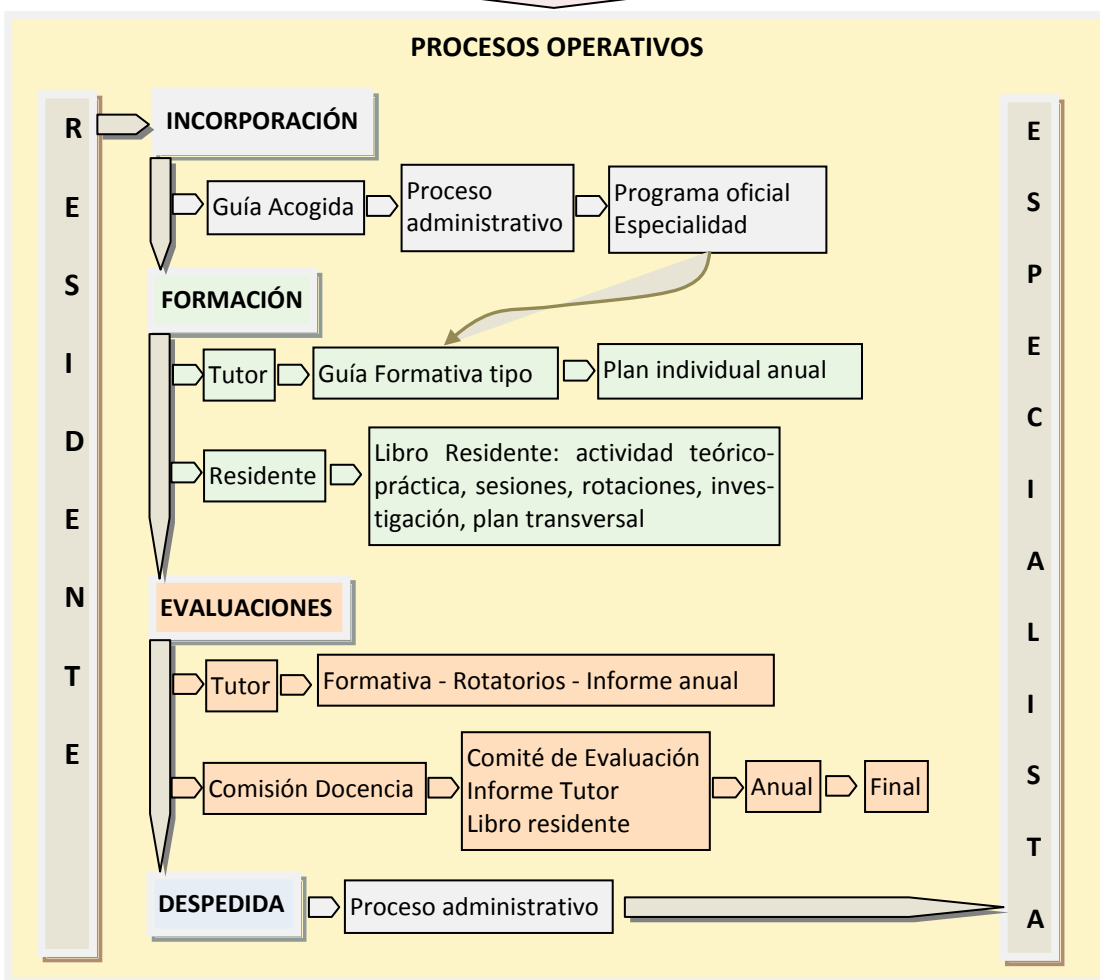 PROCESOS OPERATIVOS
RESIDENTE
INCORPORACIÓN
Guía Acogida
Proceso
administrativo
Programa oficial
Especialidad
FORMACIÓN
Tutor
Guía Formativa tipo
Plan individual anual
Residente
Libro Residente: actividad teórico-
práctica, sesiones, rotaciones, inves-
tigación, plan transversal
EVALUACIONES
Tutor
Formativa - Rotatorios - Informe anual
Comisión Docencia
Comité de Evaluación
Informe Tutor
Libro residente
Anual
Final
DESPEDIDA
Proceso administrativo
ESPECIALISTA